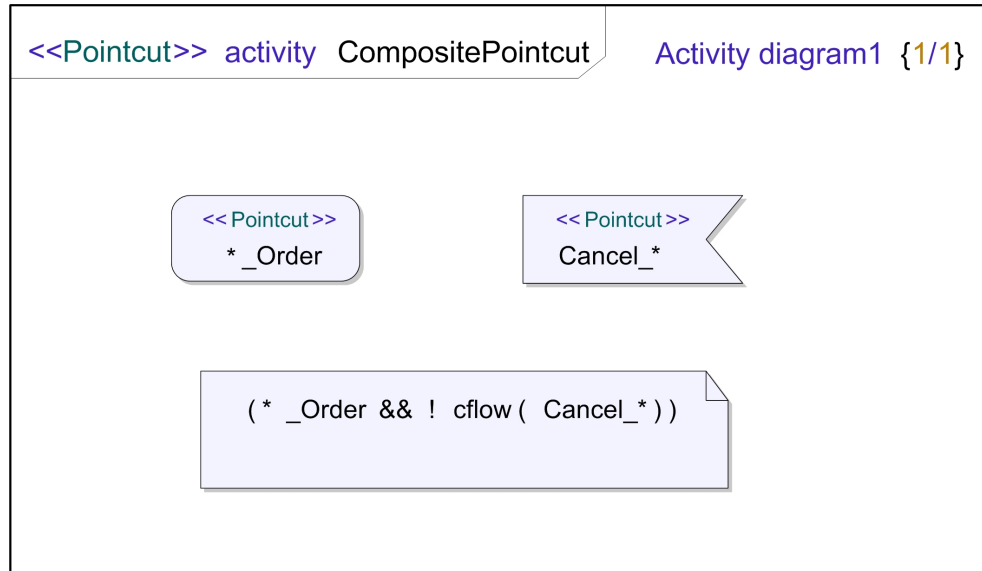 <<Pointcut>> activity CompositePointcut
Activity diagram1 {1/1}
<<Pointcut>>
*_Order
<<Pointcut>>
Cancel_*
(* _Order && ! cflow ( Cancel_* ) )